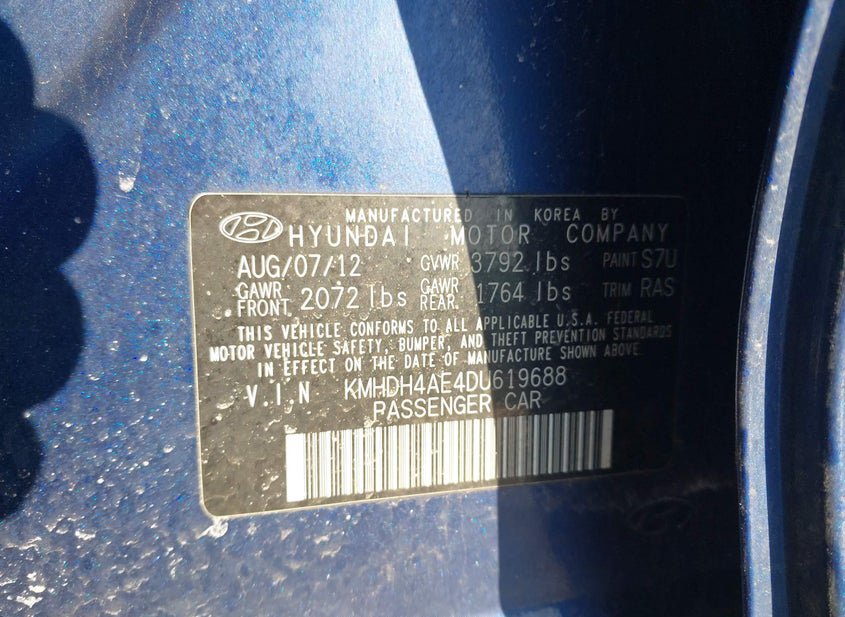 MANUFACTURED IN KOREA BY
HYUNDAI MOTOR COMPANY
AUG/07/12 GVWR 3792 lbs PAINT S7U
GAWR FRONT 2072 lbs GAWR REAR. 1764 lbs TRIM RAS
THIS VEHICLE CONFORMS TO ALL APPLICABLE U.S.A. FEDERAL
MOTOR VEHICLE SAFETY, BUMPER, AND THEFT PREVENTION STANDARDS
IN EFFECT ON THE DATE OF MANUFACTURE SHOWN ABOVE.
V.I.N KMHDH4AE4DU619688
PASSENGER CAR